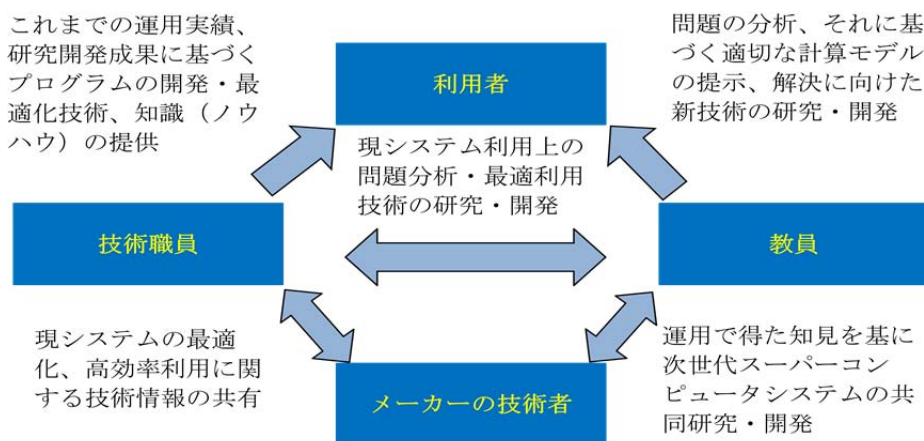 これまでの運用実績、
研究開発成果に基づく
プログラムの開発・最
適化技術、知識（ノウ
ハウ）の提供
利用者
問題の分析、それに基
づく適切な計算モデル
の提示、解決に向けた
新技術の研究・開発
現システム利用上の
問題分析・最適利用
技術の研究・開発
技術職員
教員
現システムの最適
化、高効率利用に関
する技術情報の共有
メーカーの技術者
運用で得た知見を基に
次世代スーパーコン
ピュータシステムの共
同研究・開発